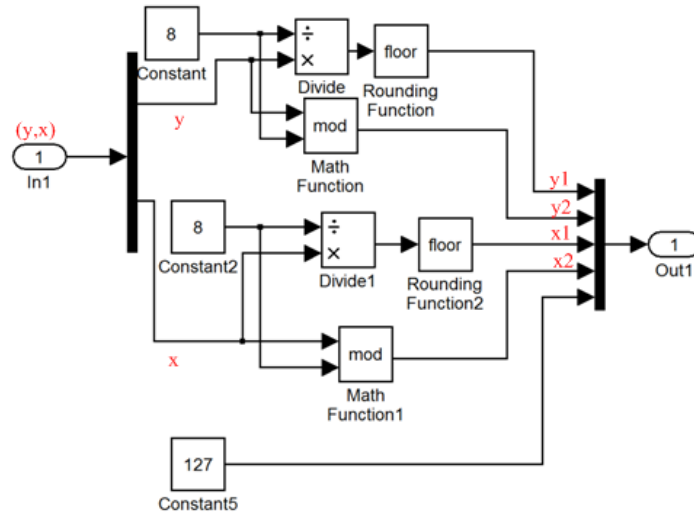 8
Constant
÷
×
Divide
floor
Rounding
Function
y
mod
Math
Function
(y,x)
1
In1
8
Constant2
÷
×
Divide1
floor
Rounding
Function2
y1
y2
x1
x2
1
Out1
x
mod
Math
Function1
127
Constant5